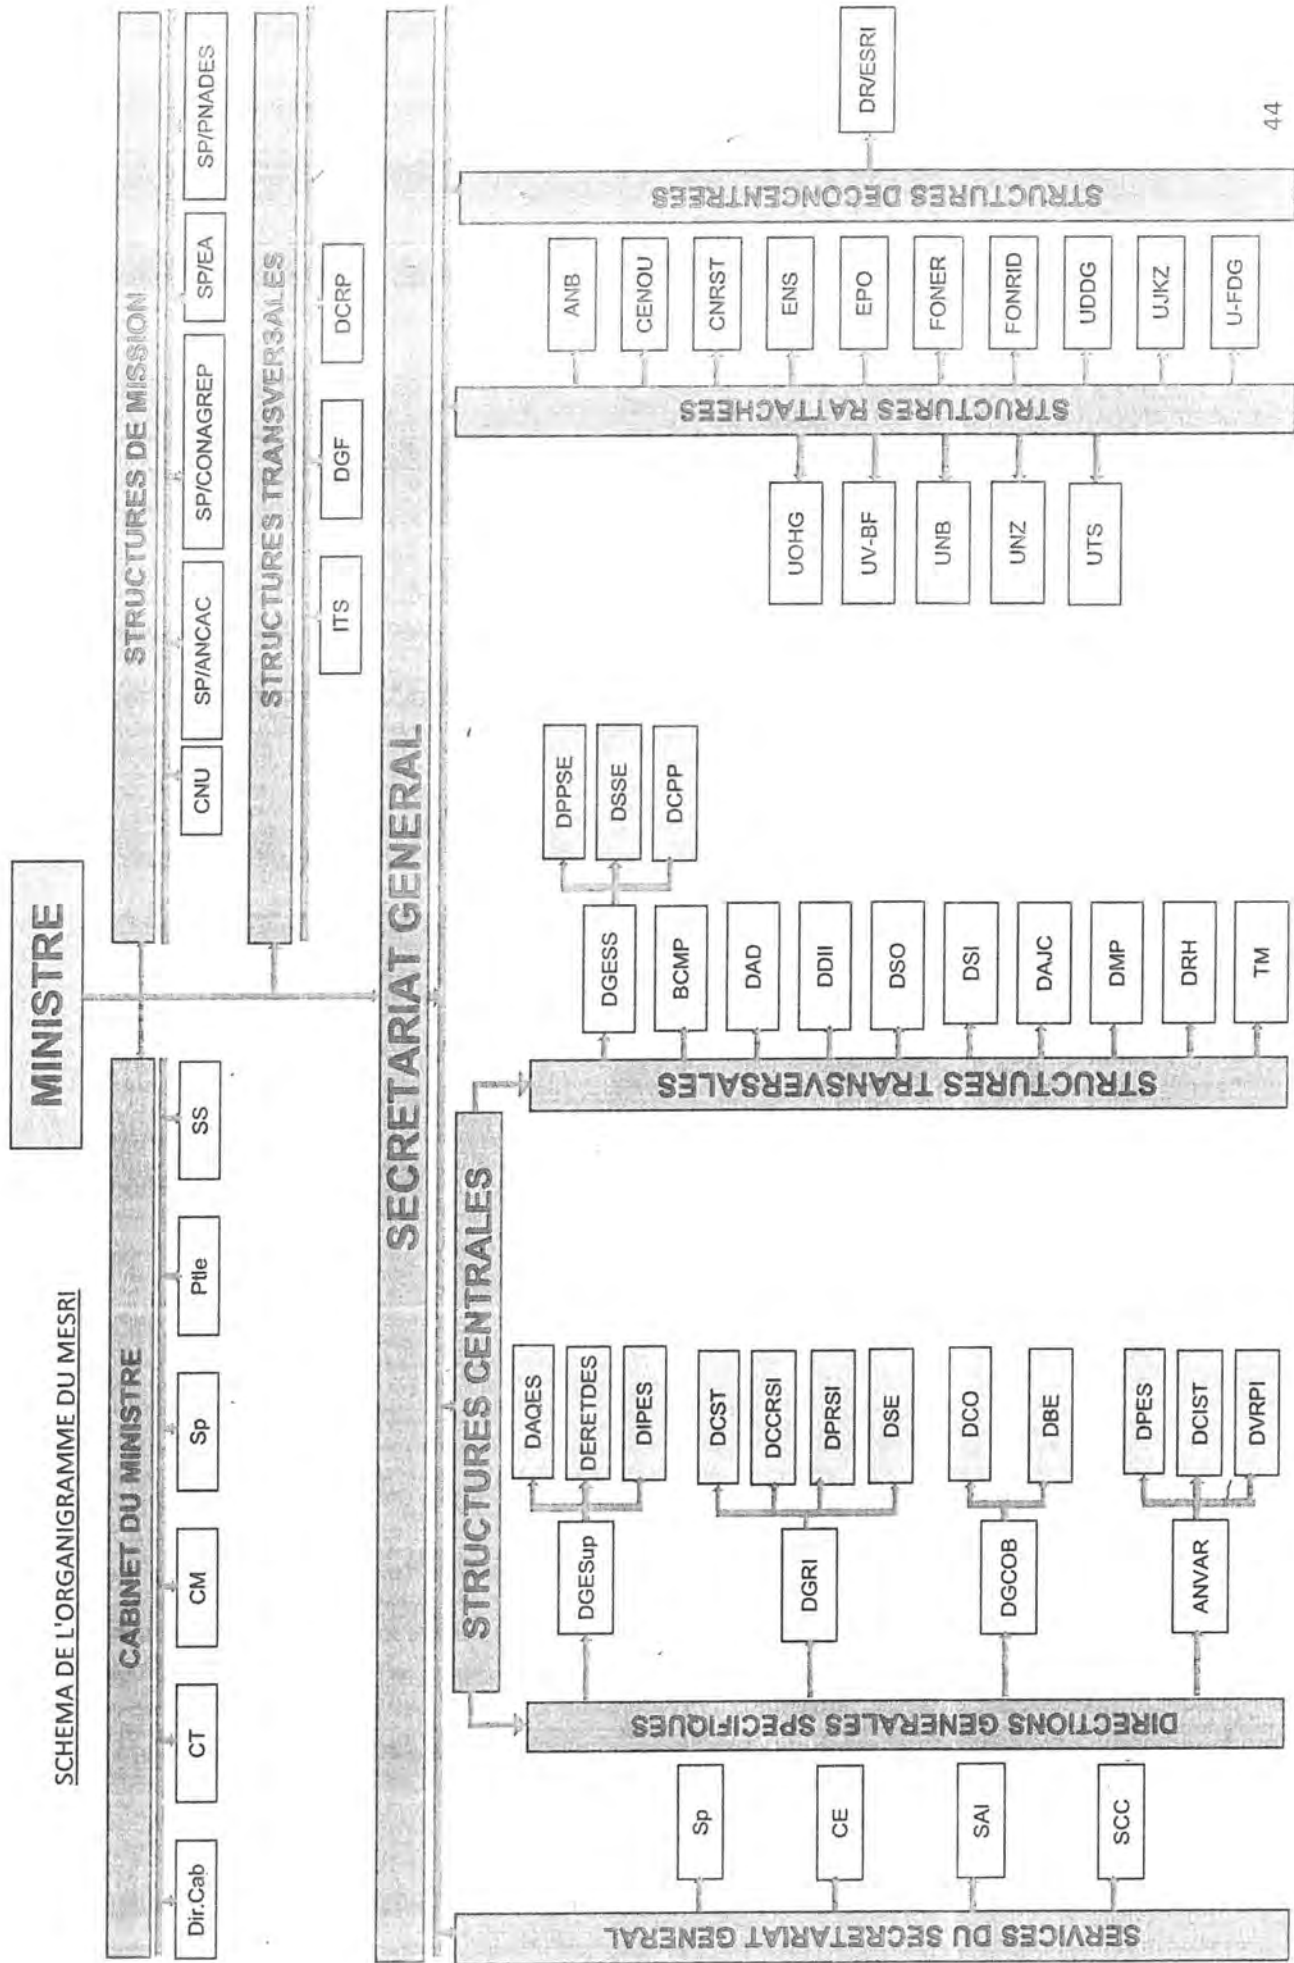 SCHEMA DE L'ORGANIGRAMME DU MESRI
MINISTRE
CABINET DU MINISTRE
Dir.Cab
CT
CM
Sp
Ptle
SS
STRUCTURES DE MISSION
CNU
SP/ANCAC
SP/CONAGREP
SP/EA
SP/PNADES
STRUCTURES TRANSVERSALES
ITS
DGF
DCRP
SECRETARIAT GENERAL
SERVICES DU SECRETARIAT GENERAL
Sp
CE
SAI
SCC
STRUCTURES CENTRALES
DIRECTIONS GENERALES SPECIFIQUES
DGESup
DAQES
DERETDES
DIPES
DGRI
DCST
DCCRSI
DPRSI
DSE
DGCOB
DCO
DBE
ANVAR
DPES
DCIST
DVRPI
STRUCTURES TRANSVERSALES
DGESS
DPPSE
DSSE
DCPP
BCMP
DAD
DDII
DSO
DSI
DAJC
DMP
DRH
TM
STRUCTURES RATTACHEES
UOHG
UV-BF
UNB
UNZ
UTS
ANB
CENOU
CNRST
ENS
EPO
FONER
FONRID
UDDG
UJKZ
U-FDG
STRUCTURES DECONCENTREES
DR/ESRI
44